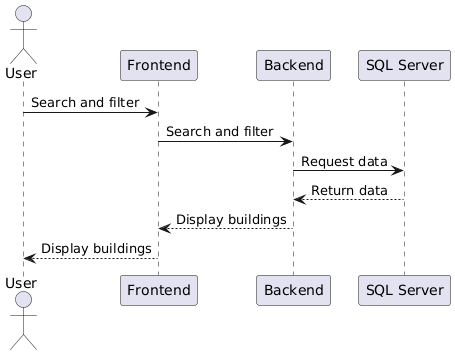 User
Frontend
Backend
SQL Server
Search and filter
Search and filter
Request data
Return data
Display buildings
Display buildings
User
Frontend
Backend
SQL Server